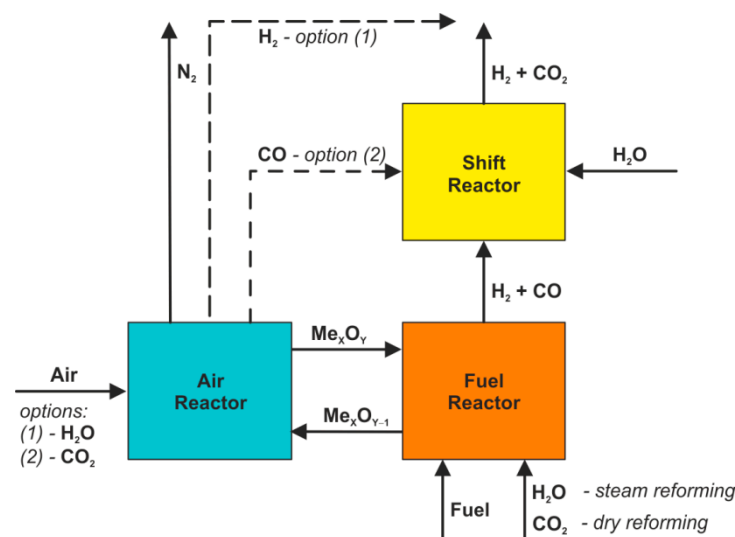 H₂ - option (1)
N₂
H₂ + CO₂
CO - option (2)
Shift
Reactor
H₂O
H₂ + CO
MeₓOᵧ
Air
Air
Reactor
Fuel
Reactor
options:
(1) - H₂O
(2) - CO₂
MeₓOᵧ₋₁
Fuel
H₂O - steam reforming
CO₂ - dry reforming